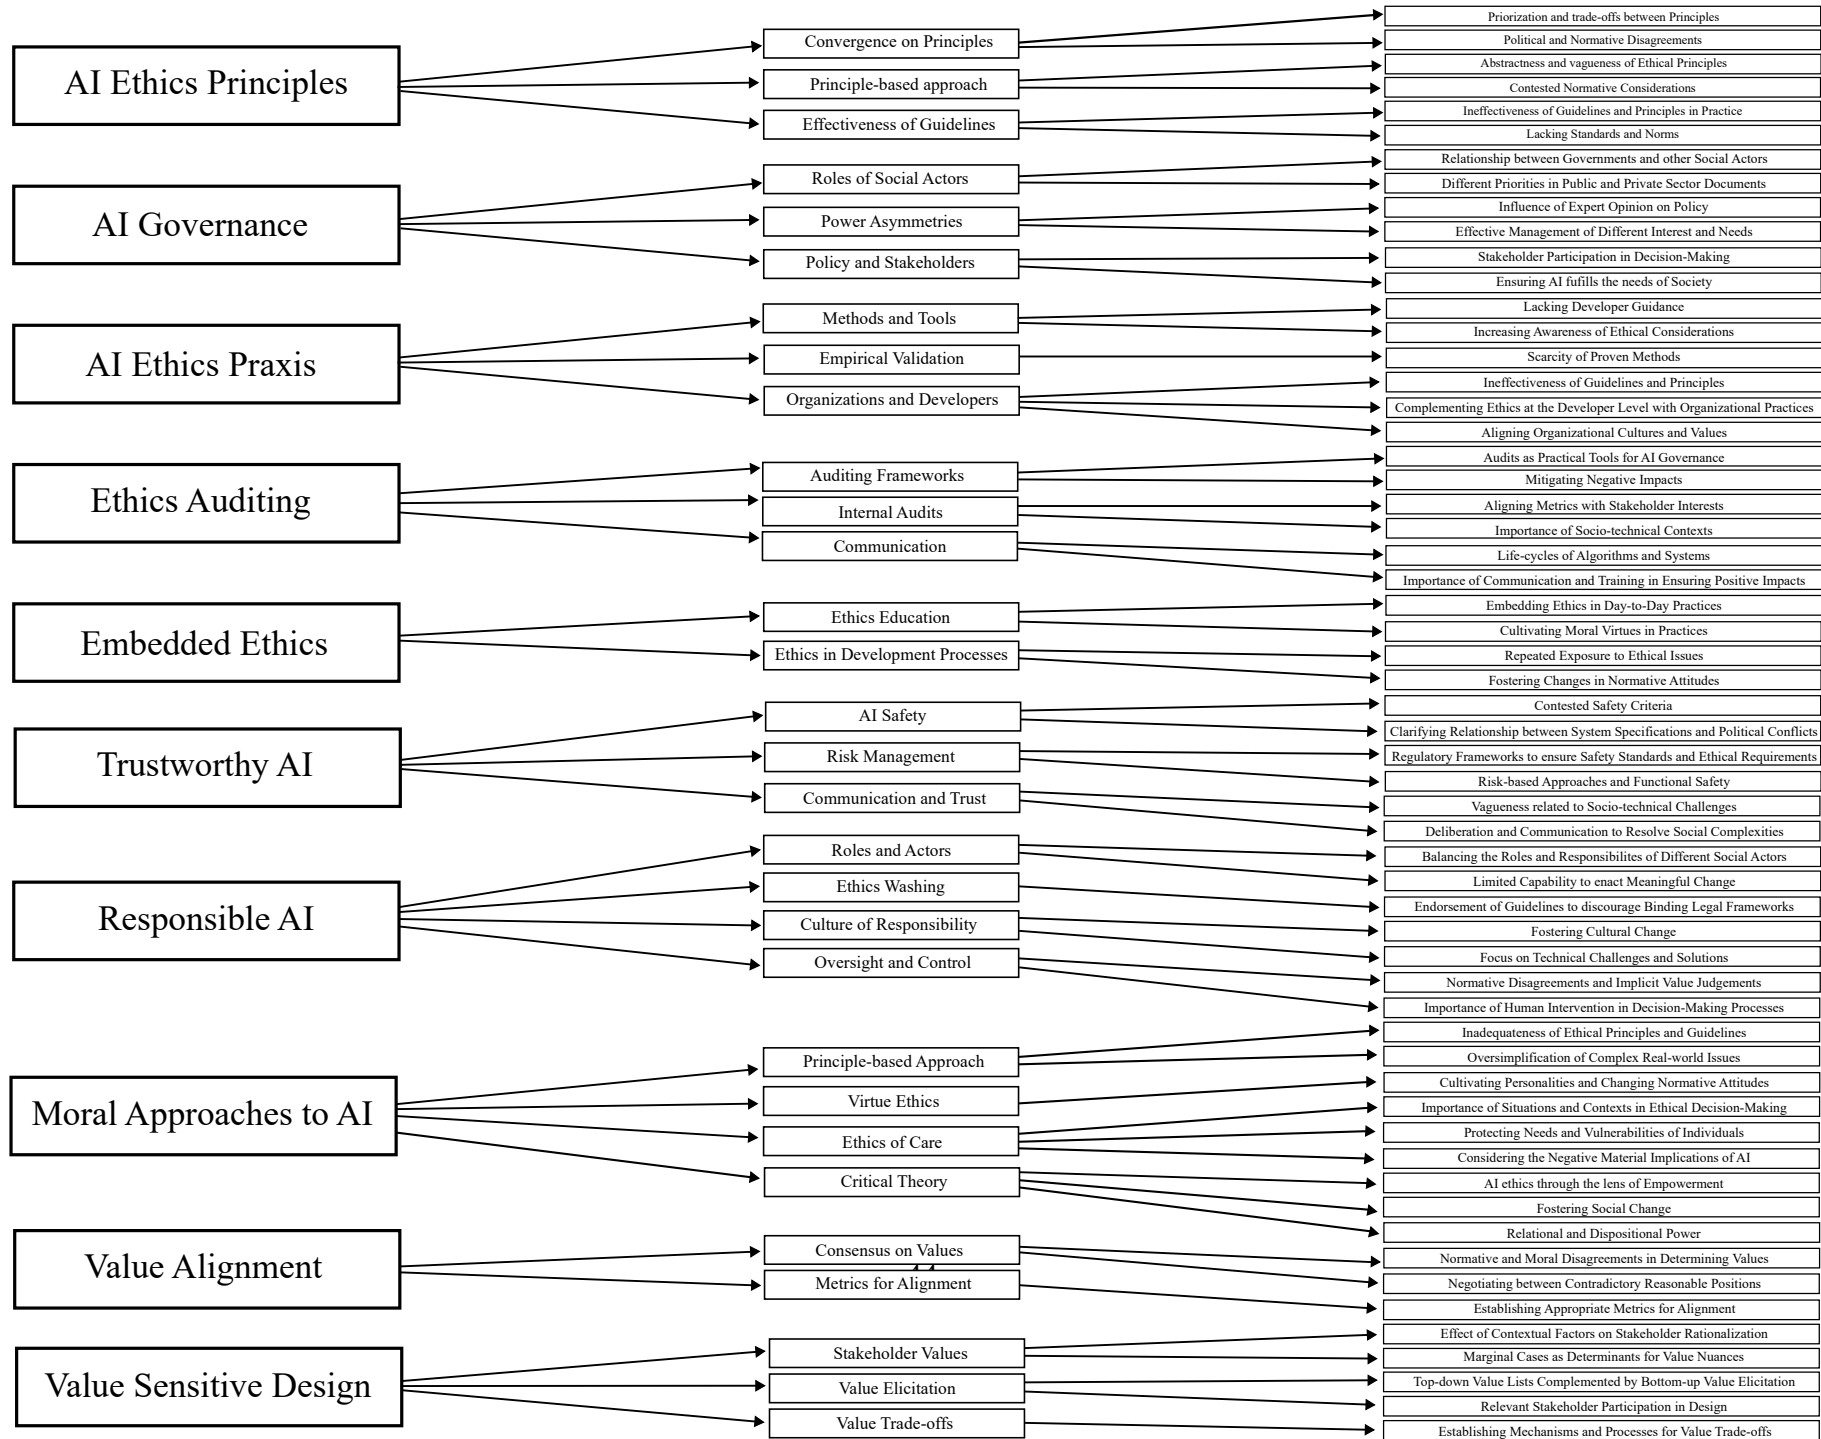 AI Ethics Principles
Convergence on Principles
Priorization and trade-offs between Principles
Political and Normative Disagreements
Principle-based approach
Abstractness and vagueness of Ethical Principles
Contested Normative Considerations
Effectiveness of Guidelines
Ineffectiveness of Guidelines and Principles in Practice
Lacking Standards and Norms
AI Governance
Roles of Social Actors
Relationship between Governments and other Social Actors
Different Priorities in Public and Private Sector Documents
Power Asymmetries
Influence of Expert Opinion on Policy
Effective Management of Different Interest and Needs
Policy and Stakeholders
Stakeholder Participation in Decision-Making
Ensuring AI fufills the needs of Society
AI Ethics Praxis
Methods and Tools
Lacking Developer Guidance
Increasing Awareness of Ethical Considerations
Empirical Validation
Scarcity of Proven Methods
Organizations and Developers
Ineffectiveness of Guidelines and Principles
Complementing Ethics at the Developer Level with Organizational Practices
Aligning Organizational Cultures and Values
Ethics Auditing
Auditing Frameworks
Audits as Practical Tools for AI Governance
Mitigating Negative Impacts
Internal Audits
Aligning Metrics with Stakeholder Interests
Importance of Socio-technical Contexts
Communication
Life-cycles of Algorithms and Systems
Importance of Communication and Training in Ensuring Positive Impacts
Embedded Ethics
Ethics Education
Embedding Ethics in Day-to-Day Practices
Cultivating Moral Virtues in Practices
Ethics in Development Processes
Repeated Exposure to Ethical Issues
Fostering Changes in Normative Attitudes
Trustworthy AI
AI Safety
Contested Safety Criteria
Clarifying Relationship between System Specifications and Political Conflicts
Risk Management
Regulatory Frameworks to ensure Safety Standards and Ethical Requirements
Risk-based Approaches and Functional Safety
Communication and Trust
Vagueness related to Socio-technical Challenges
Deliberation and Communication to Resolve Social Complexities
Responsible AI
Roles and Actors
Balancing the Roles and Responsibilites of Different Social Actors
Limited Capability to enact Meaningful Change
Ethics Washing
Endorsement of Guidelines to discourage Binding Legal Frameworks
Culture of Responsibility
Fostering Cultural Change
Focus on Technical Challenges and Solutions
Oversight and Control
Normative Disagreements and Implicit Value Judgements
Importance of Human Intervention in Decision-Making Processes
Moral Approaches to AI
Principle-based Approach
Inadequateness of Ethical Principles and Guidelines
Oversimplification of Complex Real-world Issues
Virtue Ethics
Cultivating Personalities and Changing Normative Attitudes
Ethics of Care
Importance of Situations and Contexts in Ethical Decision-Making
Protecting Needs and Vulnerabilities of Individuals
Considering the Negative Material Implications of AI
Critical Theory
AI ethics through the lens of Empowerment
Fostering Social Change
Relational and Dispositional Power
Value Alignment
Consensus on Values
Normative and Moral Disagreements in Determining Values
Negotiating between Contradictory Reasonable Positions
Metrics for Alignment
Establishing Appropriate Metrics for Alignment
Value Sensitive Design
Stakeholder Values
Effect of Contextual Factors on Stakeholder Rationalization
Marginal Cases as Determinants for Value Nuances
Value Elicitation
Top-down Value Lists Complemented by Bottom-up Value Elicitation
Relevant Stakeholder Participation in Design
Value Trade-offs
Establishing Mechanisms and Processes for Value Trade-offs